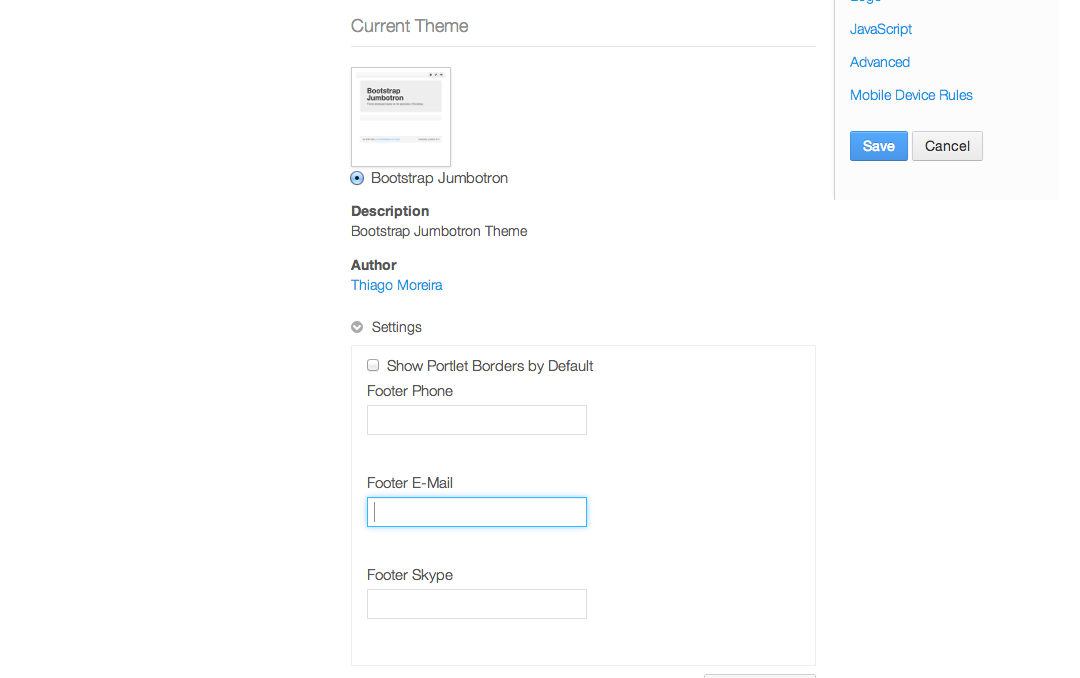 Current Theme
Bootstrap
Jumbotron
Bootstrap Jumbotron
Description
Bootstrap Jumbotron Theme
Author
Thiago Moreira
Settings
Show Portlet Borders by Default
Footer Phone
Footer E-Mail
Footer Skype
JavaScript
Advanced
Mobile Device Rules
Save
Cancel